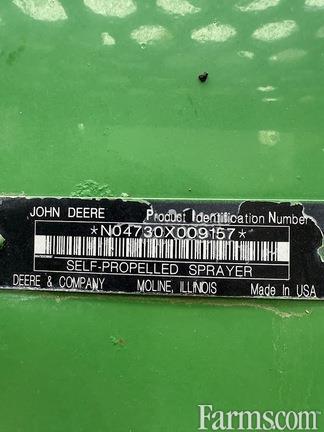 JOHN DEERE Product Identification Number
*N04730X009157*
SELF-PROPELLED SPRAYER
DEERE & COMPANY MOLINE, ILLINOIS Made In USA
Farms.com